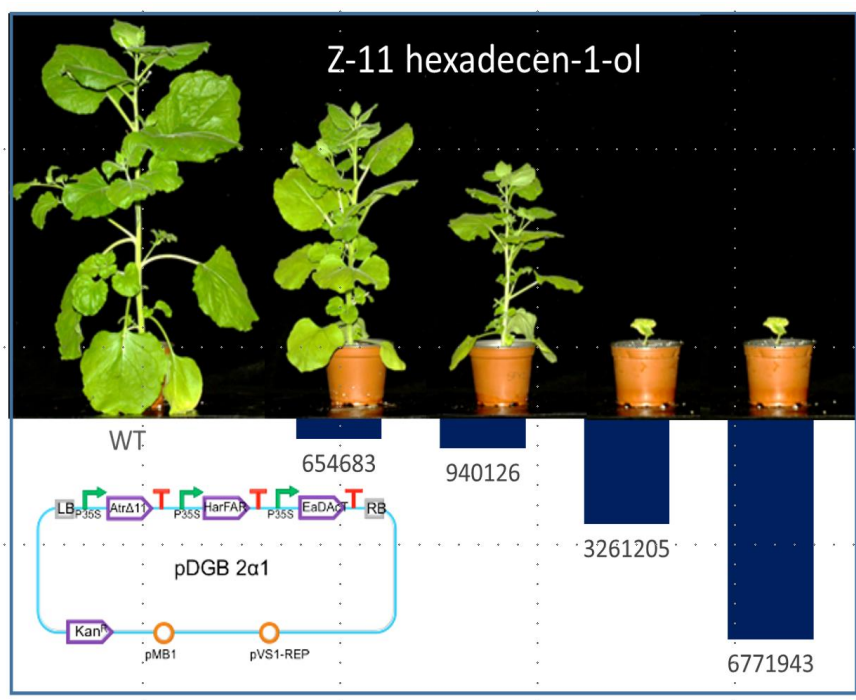 Z-11 hexadecen-1-ol
WT
654683
940126
3261205
6771943
LB P35S AtrΔ11 T P35S HarFAR T P35S EaDAcT T RB
pDGB 2α1
Kanᴿ
pMB1
pVS1-REP